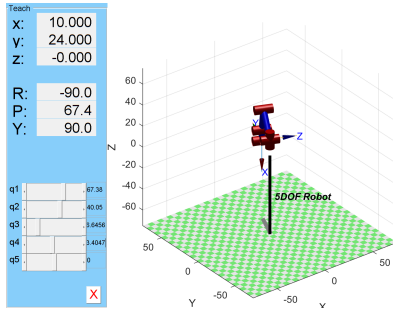 Teach
x: 10.000
y: 24.000
z: -0.000
R: -90.0
P: 67.4
Y: 90.0
q1 67.38
q2 40.05
q3 5.6456
q4 3.4047
q5 0
X
60
40
20
0
-20
-40
-60
Z
Y
Z
X
5DOF Robot
50
0
-50
Y
-50
0
50
X